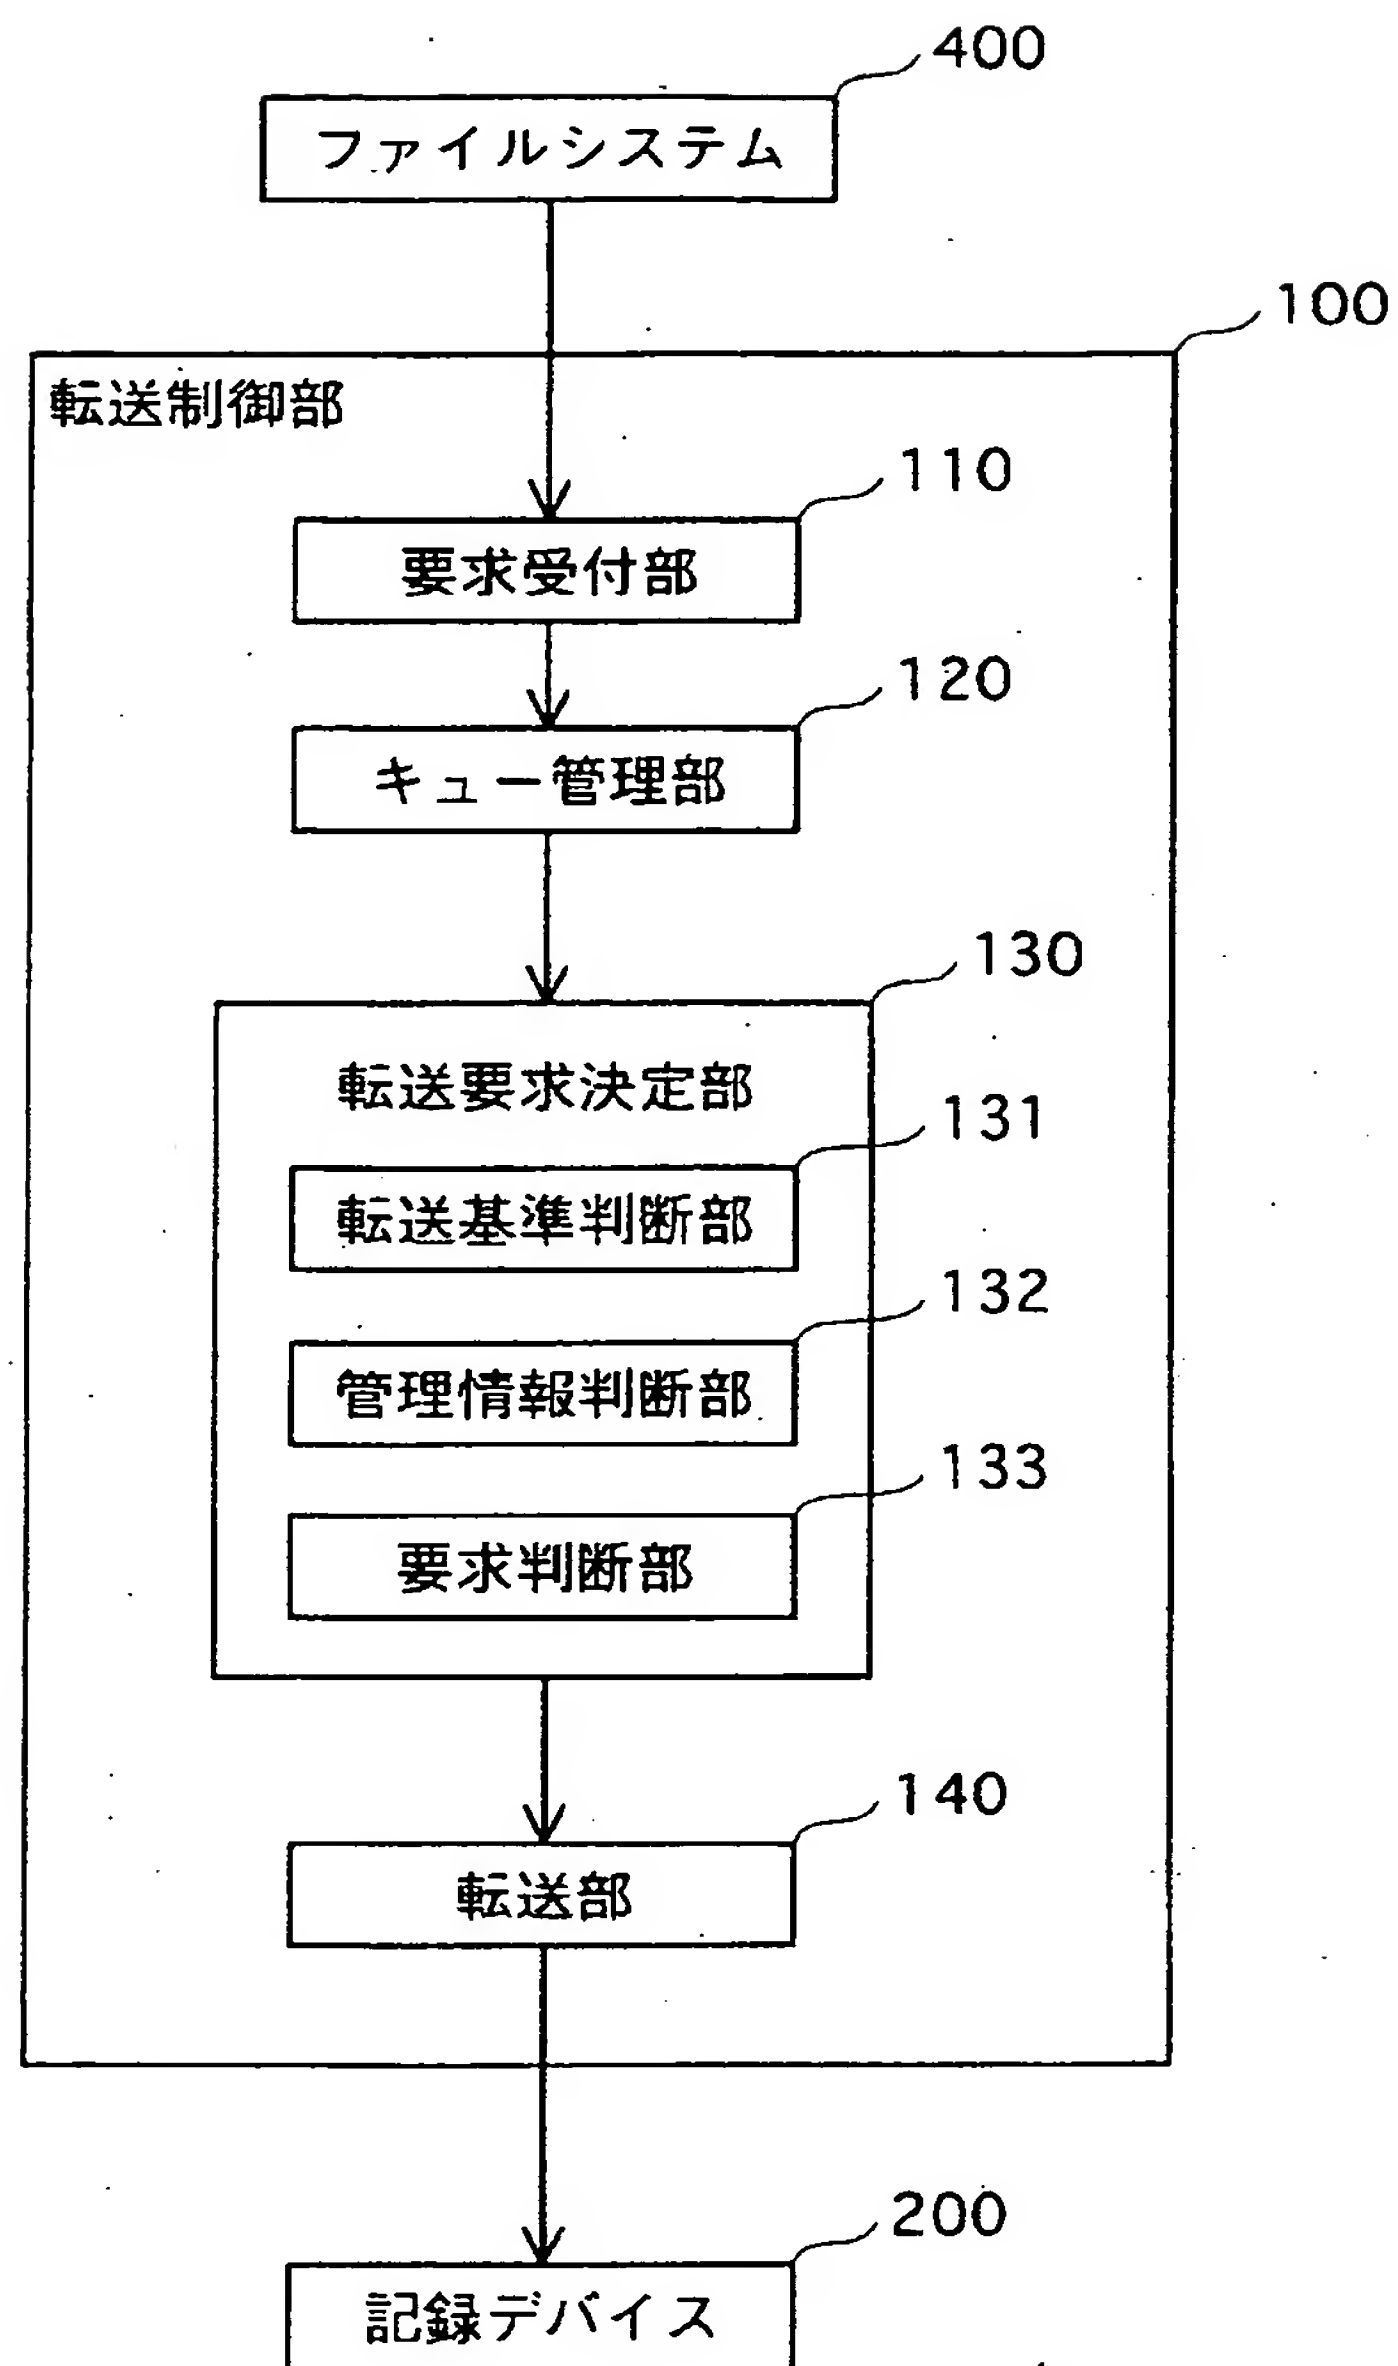 400
ファイルシステム
100
転送制御部
110
要求受付部
120
キュー管理部
130
転送要求決定部
131
転送基準判断部
132
管理情報判断部
133
要求判断部
140
転送部
200
記録デバイス